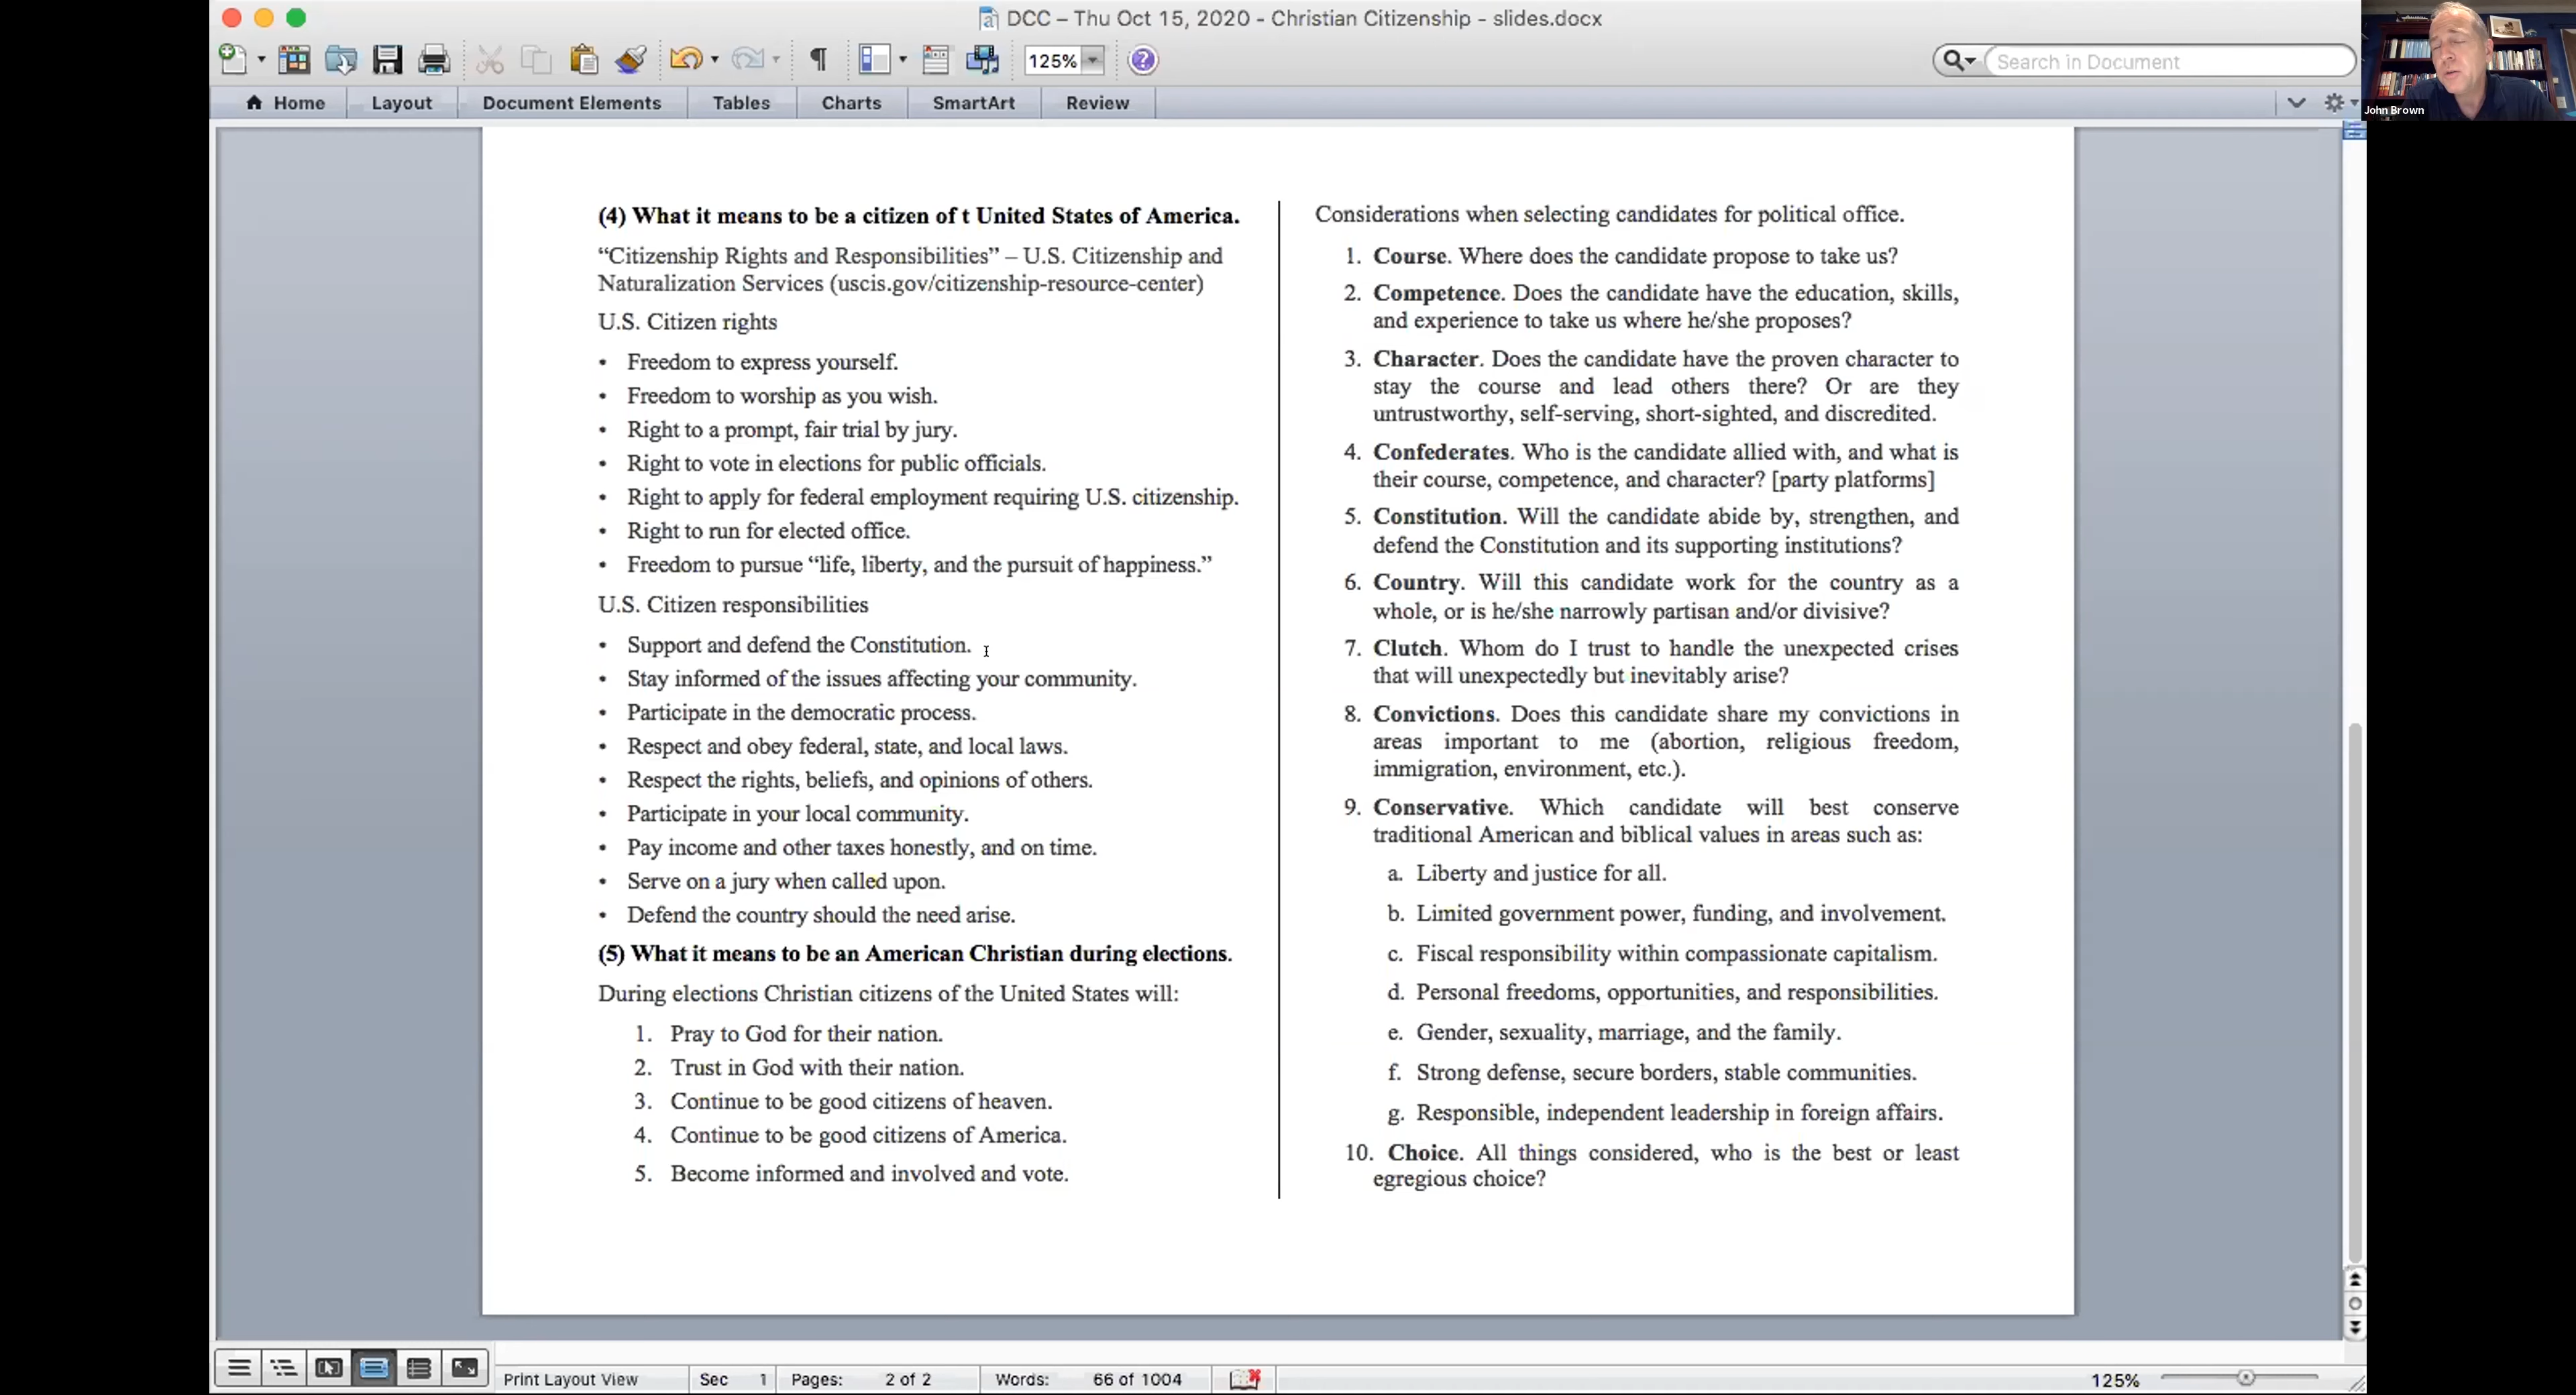 DCC – Thu Oct 15, 2020 - Christian Citizenship - slides.docx
125%
Search in Document
John Brown
Home
Layout
Document Elements
Tables
Charts
SmartArt
Review
(4) What it means to be a citizen of t United States of America.
“Citizenship Rights and Responsibilities” – U.S. Citizenship and
Naturalization Services (uscis.gov/citizenship-resource-center)
U.S. Citizen rights
• Freedom to express yourself.
• Freedom to worship as you wish.
• Right to a prompt, fair trial by jury.
• Right to vote in elections for public officials.
• Right to apply for federal employment requiring U.S. citizenship.
• Right to run for elected office.
• Freedom to pursue “life, liberty, and the pursuit of happiness.”
U.S. Citizen responsibilities
• Support and defend the Constitution.
• Stay informed of the issues affecting your community.
• Participate in the democratic process.
• Respect and obey federal, state, and local laws.
• Respect the rights, beliefs, and opinions of others.
• Participate in your local community.
• Pay income and other taxes honestly, and on time.
• Serve on a jury when called upon.
• Defend the country should the need arise.
(5) What it means to be an American Christian during elections.
During elections Christian citizens of the United States will:
1. Pray to God for their nation.
2. Trust in God with their nation.
3. Continue to be good citizens of heaven.
4. Continue to be good citizens of America.
5. Become informed and involved and vote.
Considerations when selecting candidates for political office.
1. Course. Where does the candidate propose to take us?
2. Competence. Does the candidate have the education, skills,
and experience to take us where he/she proposes?
3. Character. Does the candidate have the proven character to
stay the course and lead others there? Or are they
untrustworthy, self-serving, short-sighted, and discredited.
4. Confederates. Who is the candidate allied with, and what is
their course, competence, and character? [party platforms]
5. Constitution. Will the candidate abide by, strengthen, and
defend the Constitution and its supporting institutions?
6. Country. Will this candidate work for the country as a
whole, or is he/she narrowly partisan and/or divisive?
7. Clutch. Whom do I trust to handle the unexpected crises
that will unexpectedly but inevitably arise?
8. Convictions. Does this candidate share my convictions in
areas important to me (abortion, religious freedom,
immigration, environment, etc.).
9. Conservative. Which candidate will best conserve
traditional American and biblical values in areas such as:
a. Liberty and justice for all.
b. Limited government power, funding, and involvement.
c. Fiscal responsibility within compassionate capitalism.
d. Personal freedoms, opportunities, and responsibilities.
e. Gender, sexuality, marriage, and the family.
f. Strong defense, secure borders, stable communities.
g. Responsible, independent leadership in foreign affairs.
10. Choice. All things considered, who is the best or least
egregious choice?
Print Layout View
Sec 1
Pages: 2 of 2
Words: 66 of 1004
125%